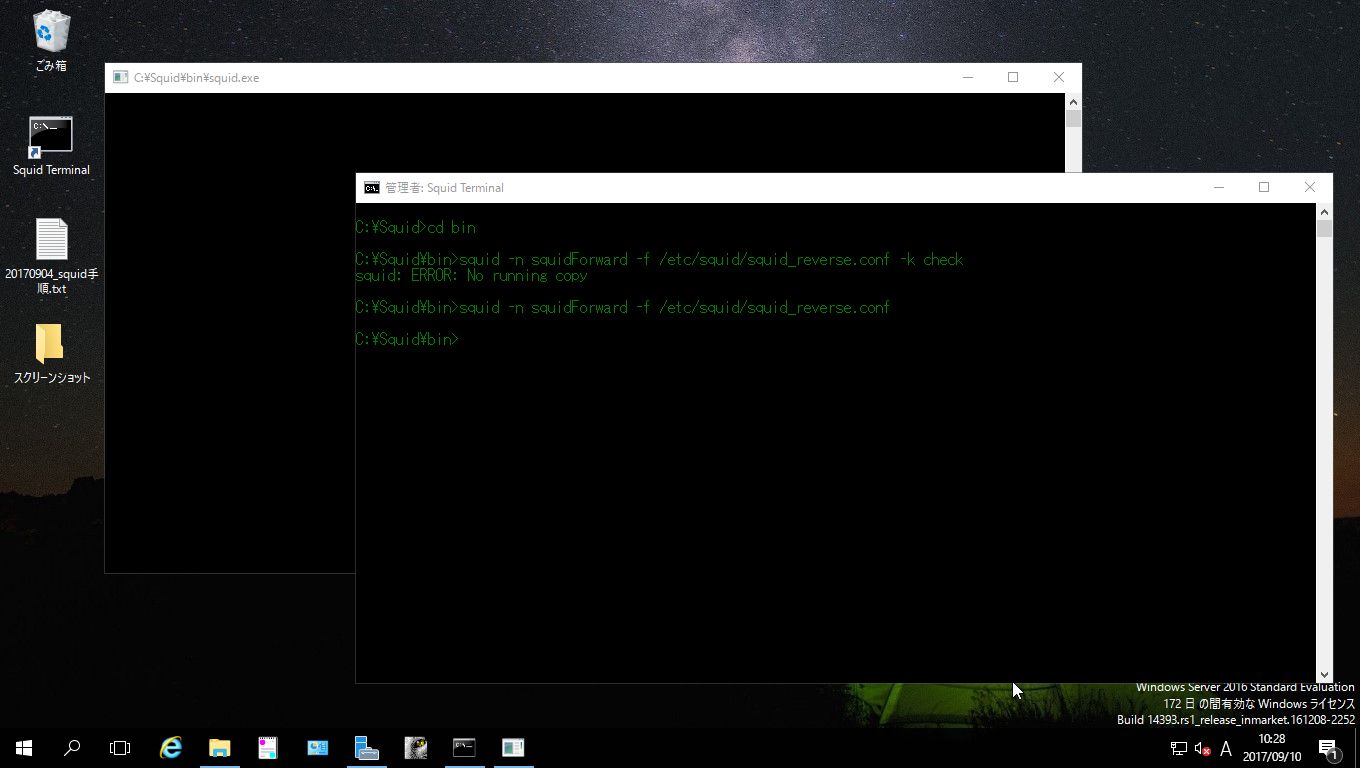 ごみ箱
Squid Terminal
20170904_squid手
順.txt
スクリーンショット
C:¥Squid¥bin¥squid.exe
管理者: Squid Terminal
C:¥Squid>cd bin
C:¥Squid¥bin>squid -n squidForward -f /etc/squid/squid_reverse.conf -k check
squid: ERROR: No running copy
C:¥Squid¥bin>squid -n squidForward -f /etc/squid/squid_reverse.conf
C:¥Squid¥bin>
Windows Server 2016 Standard Evaluation
172 日 の間有効な Windows ライセンス
Build 14393.rs1_release_inmarket.161208-2252
A
10:28
2017/09/10
1